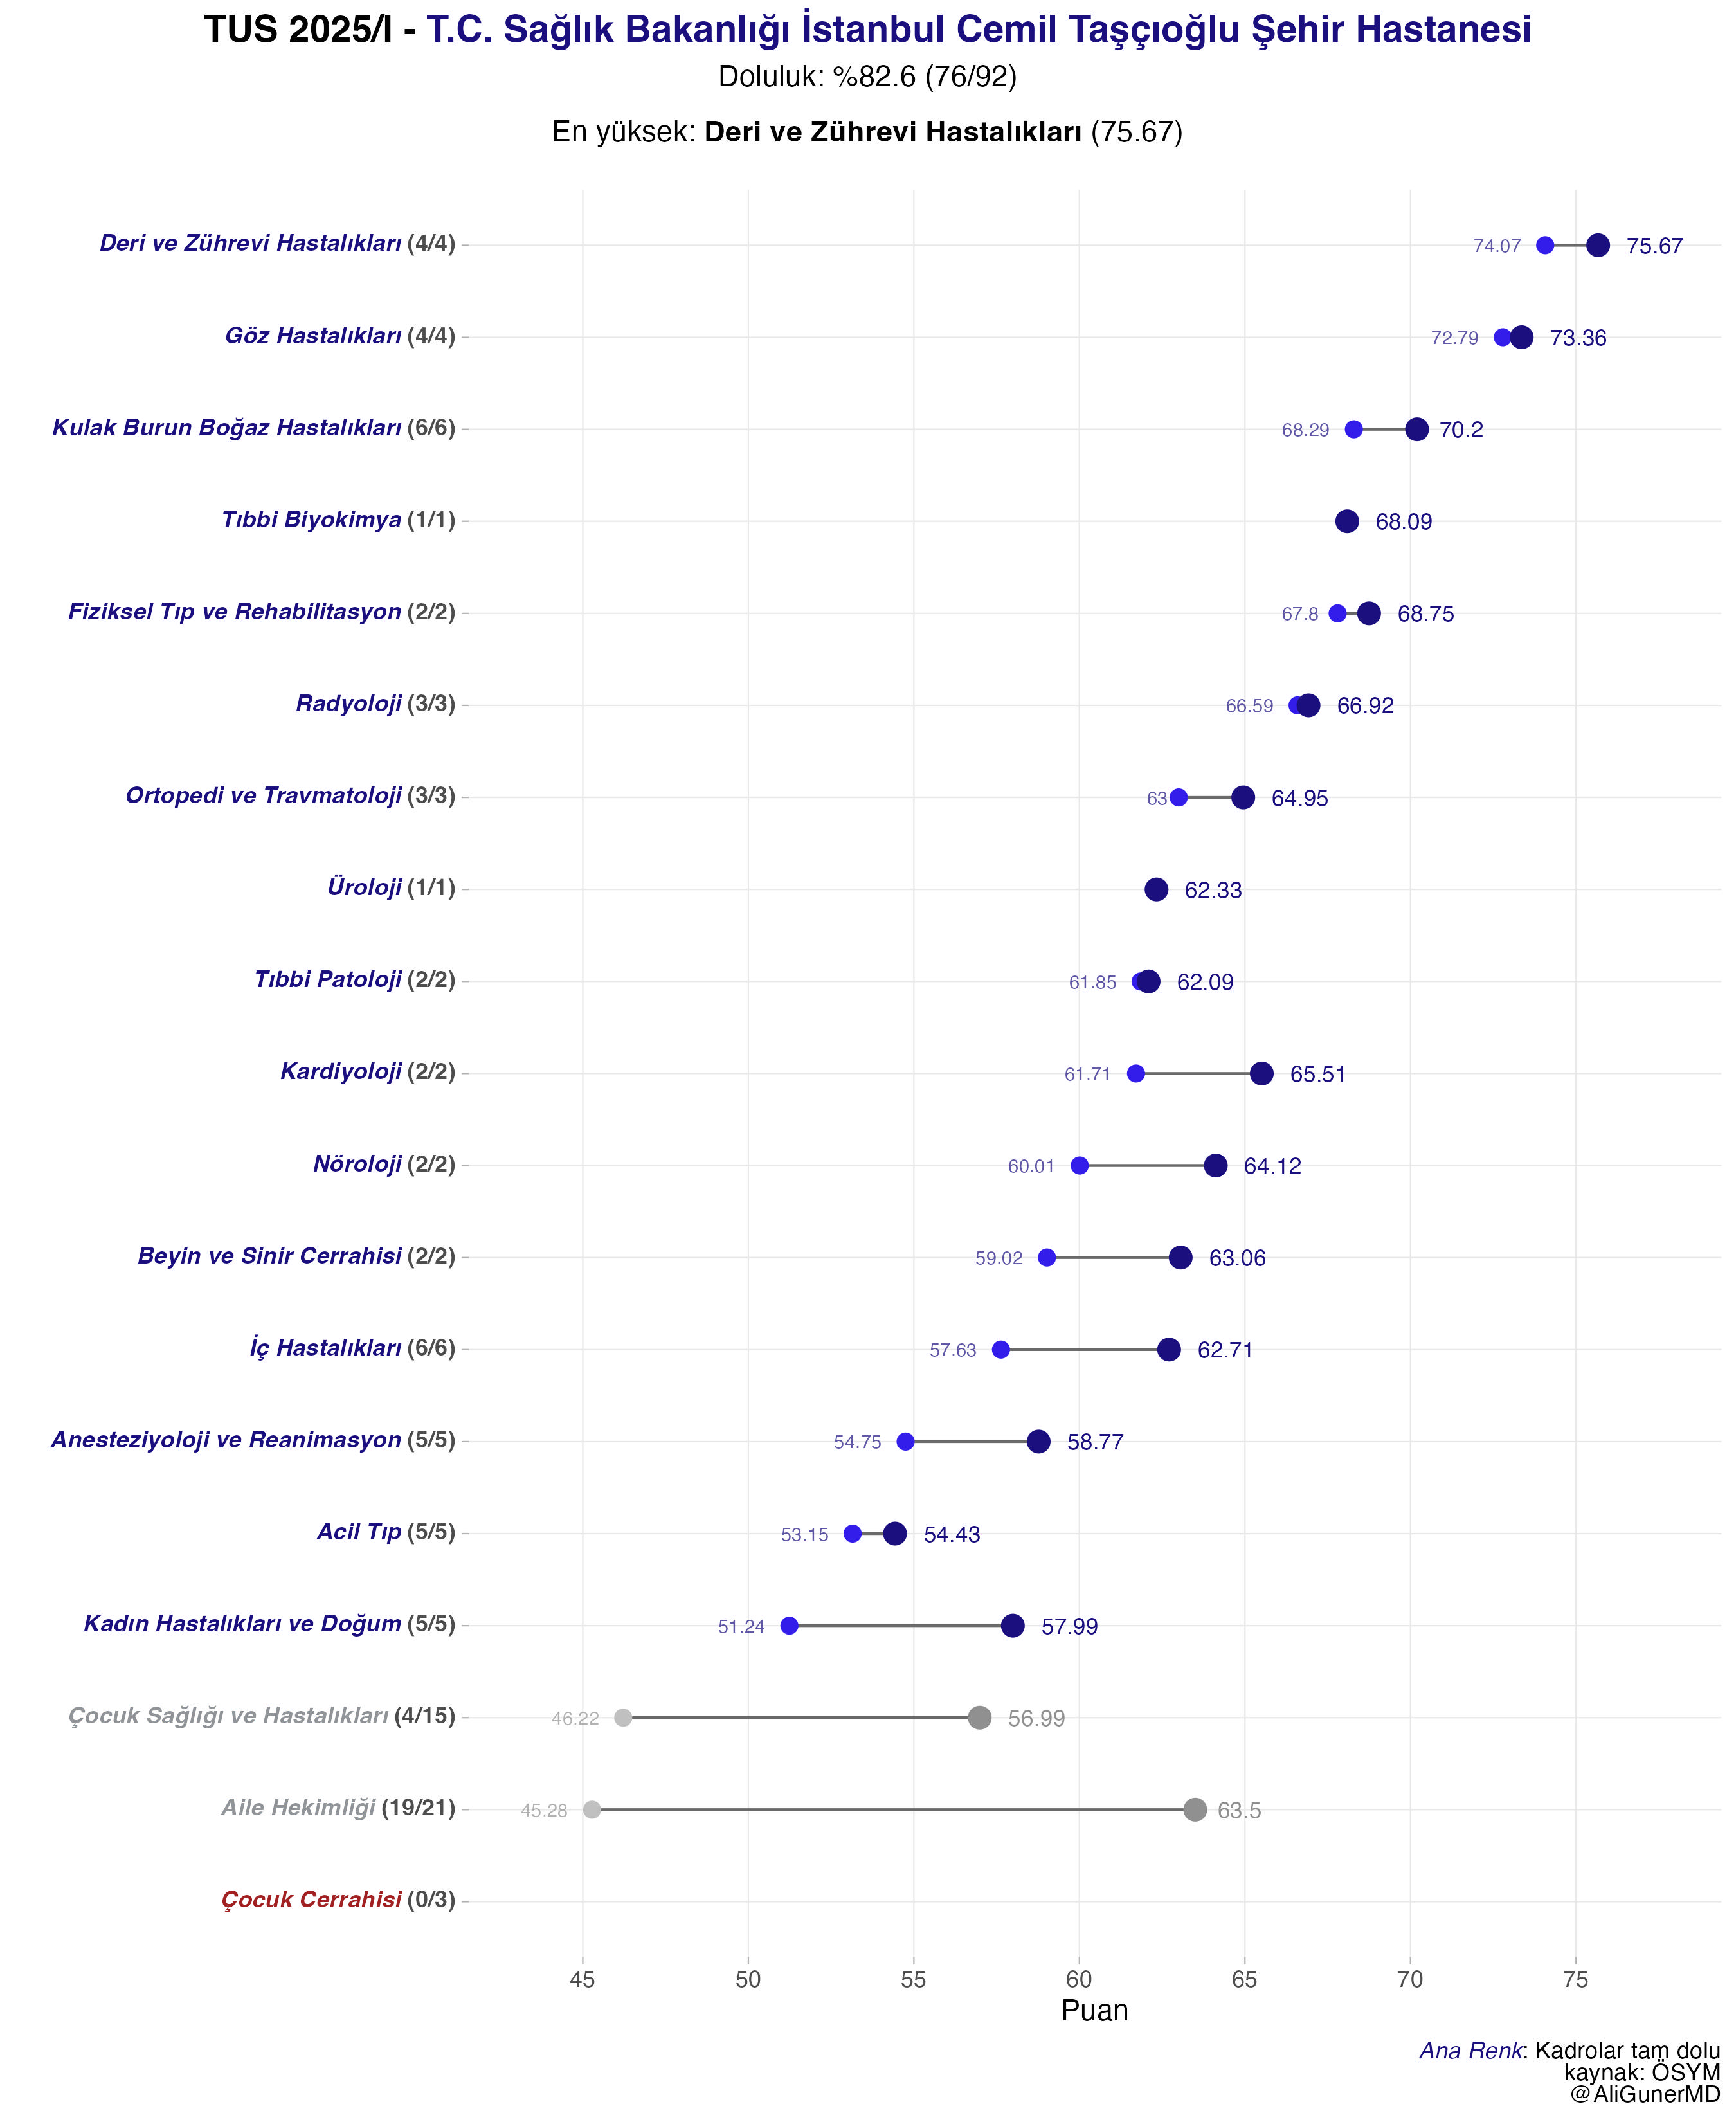 TUS 2025/I - T.C. Sağlık Bakanlığı İstanbul Cemil Taşçıoğlu Şehir Hastanesi
Doluluk: %82.6 (76/92)
En yüksek: Deri ve Zührevi Hastalıkları (75.67)
Deri ve Zührevi Hastalıkları (4/4) 74.07 75.67
Göz Hastalıkları (4/4) 72.79 73.36
Kulak Burun Boğaz Hastalıkları (6/6) 68.29 70.2
Tıbbi Biyokimya (1/1) 68.09
Fiziksel Tıp ve Rehabilitasyon (2/2) 67.8 68.75
Radyoloji (3/3) 66.59 66.92
Ortopedi ve Travmatoloji (3/3) 63 64.95
Üroloji (1/1) 62.33
Tıbbi Patoloji (2/2) 61.85 62.09
Kardiyoloji (2/2) 61.71 65.51
Nöroloji (2/2) 60.01 64.12
Beyin ve Sinir Cerrahisi (2/2) 59.02 63.06
İç Hastalıkları (6/6) 57.63 62.71
Anesteziyoloji ve Reanimasyon (5/5) 54.75 58.77
Acil Tıp (5/5) 53.15 54.43
Kadın Hastalıkları ve Doğum (5/5) 51.24 57.99
Çocuk Sağlığı ve Hastalıkları (4/15) 46.22 56.99
Aile Hekimliği (19/21) 45.28 63.5
Çocuk Cerrahisi (0/3)
45 50 55 60 65 70 75
Puan
Ana Renk: Kadrolar tam dolu
kaynak: ÖSYM
@AliGunerMD